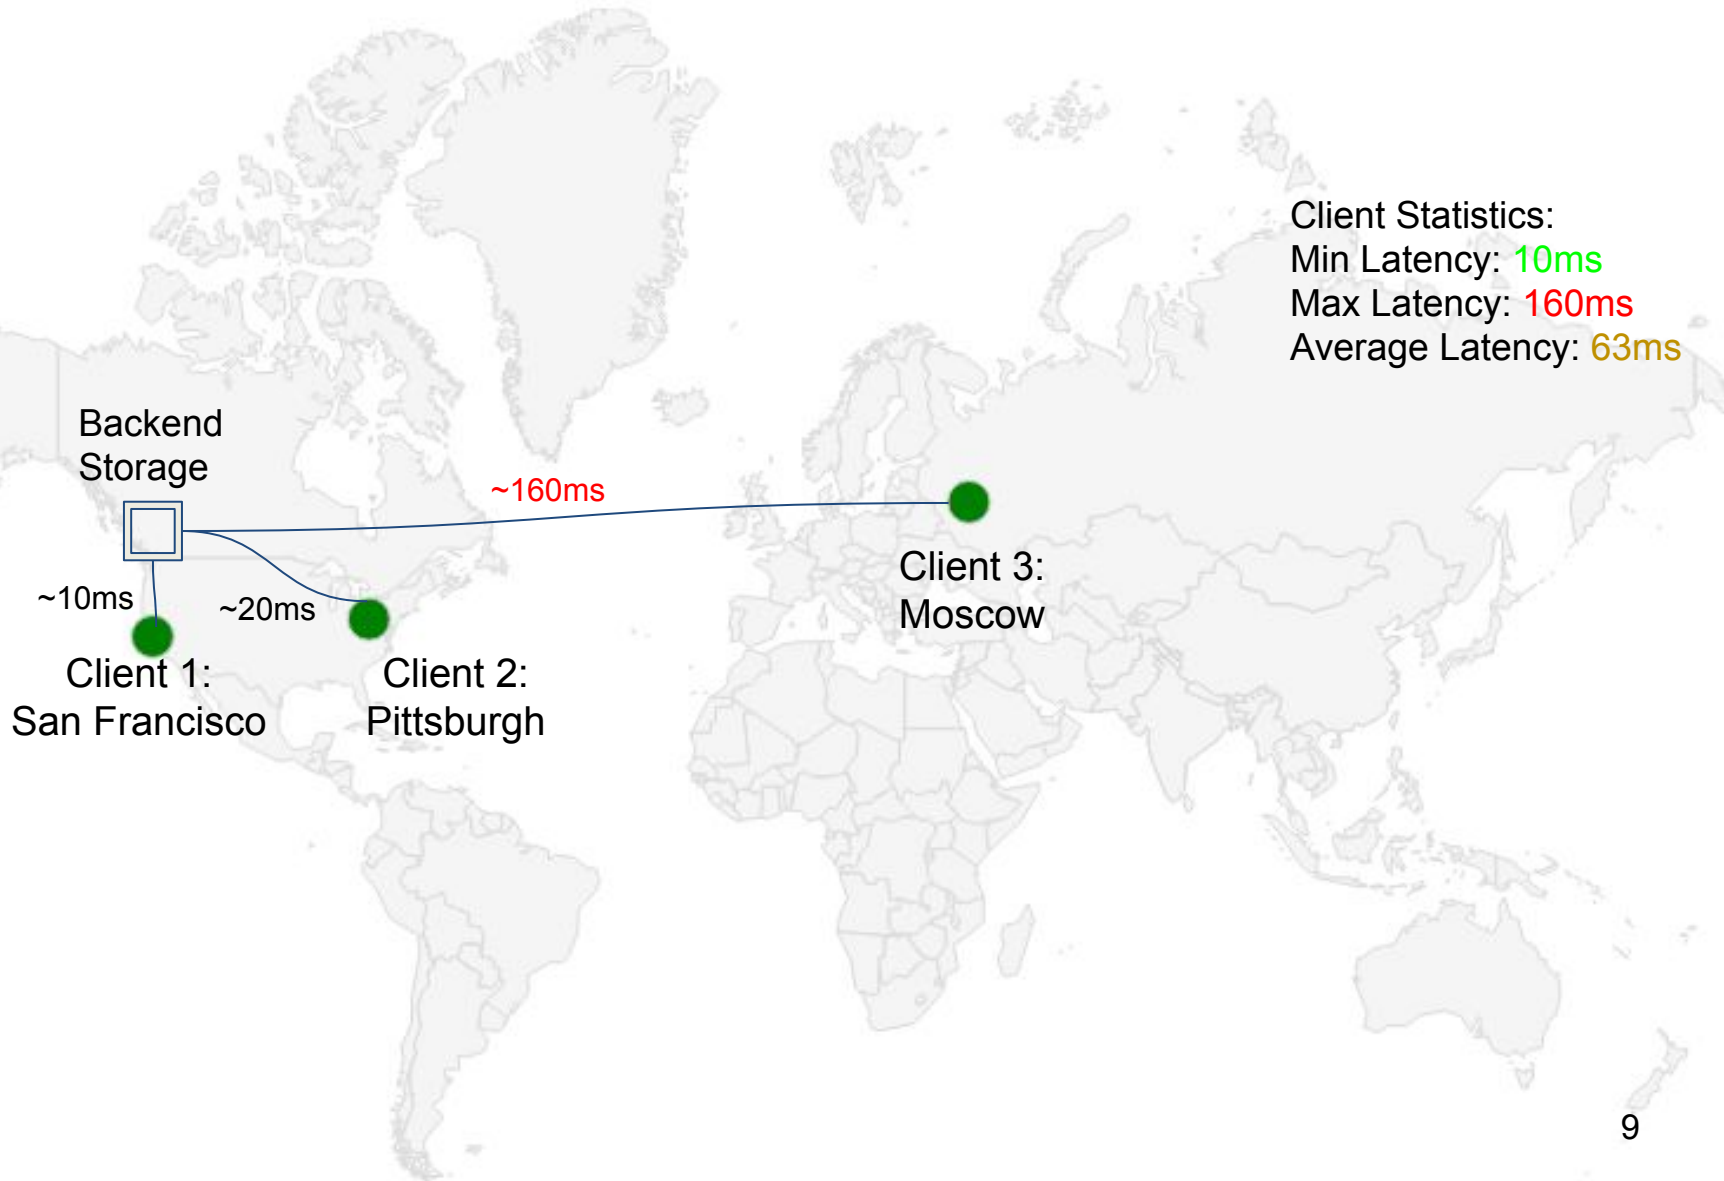 Client Statistics:
Min Latency: 10ms
Max Latency: 160ms
Average Latency: 63ms
Backend
Storage
~160ms
~10ms
~20ms
Client 3:
Moscow
Client 1:
San Francisco
Client 2:
Pittsburgh
9